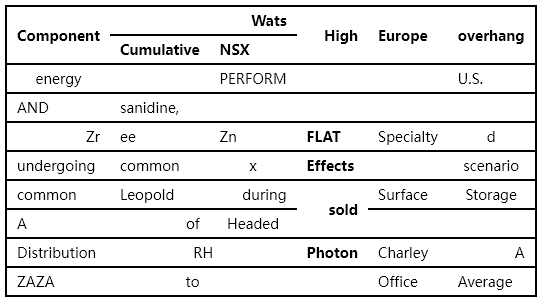 Component Wats High Europe overhang
Cumulative NSX
energy PERFORM U.S.
AND sanidine,
Zr ee Zn FLAT Specialty d
undergoing common x Effects scenario
common Leopold during sold Surface Storage
A of Headed
Distribution RH Photon Charley A
ZAZA to Office Average